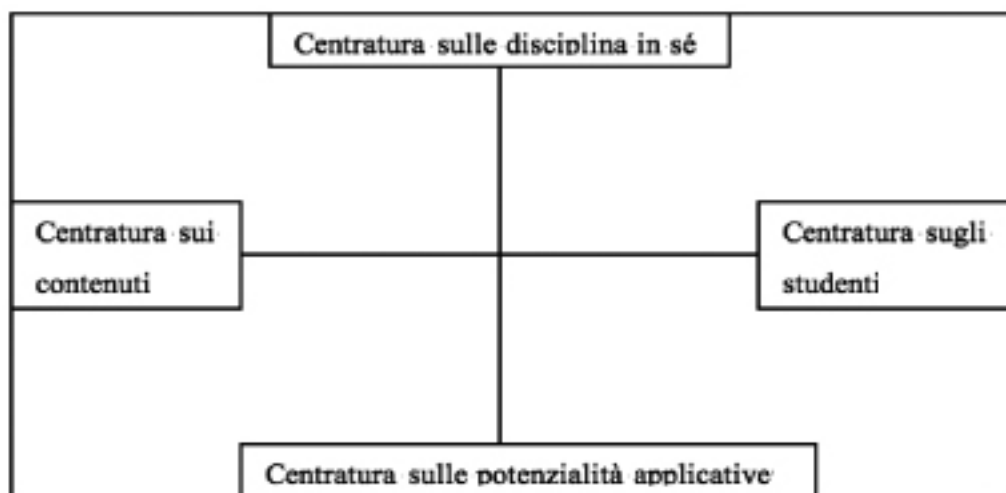 Centratura sulle disciplina in sé
Centratura sui
contenuti
Centratura sugli
studenti
Centratura sulle potenzialità applicative